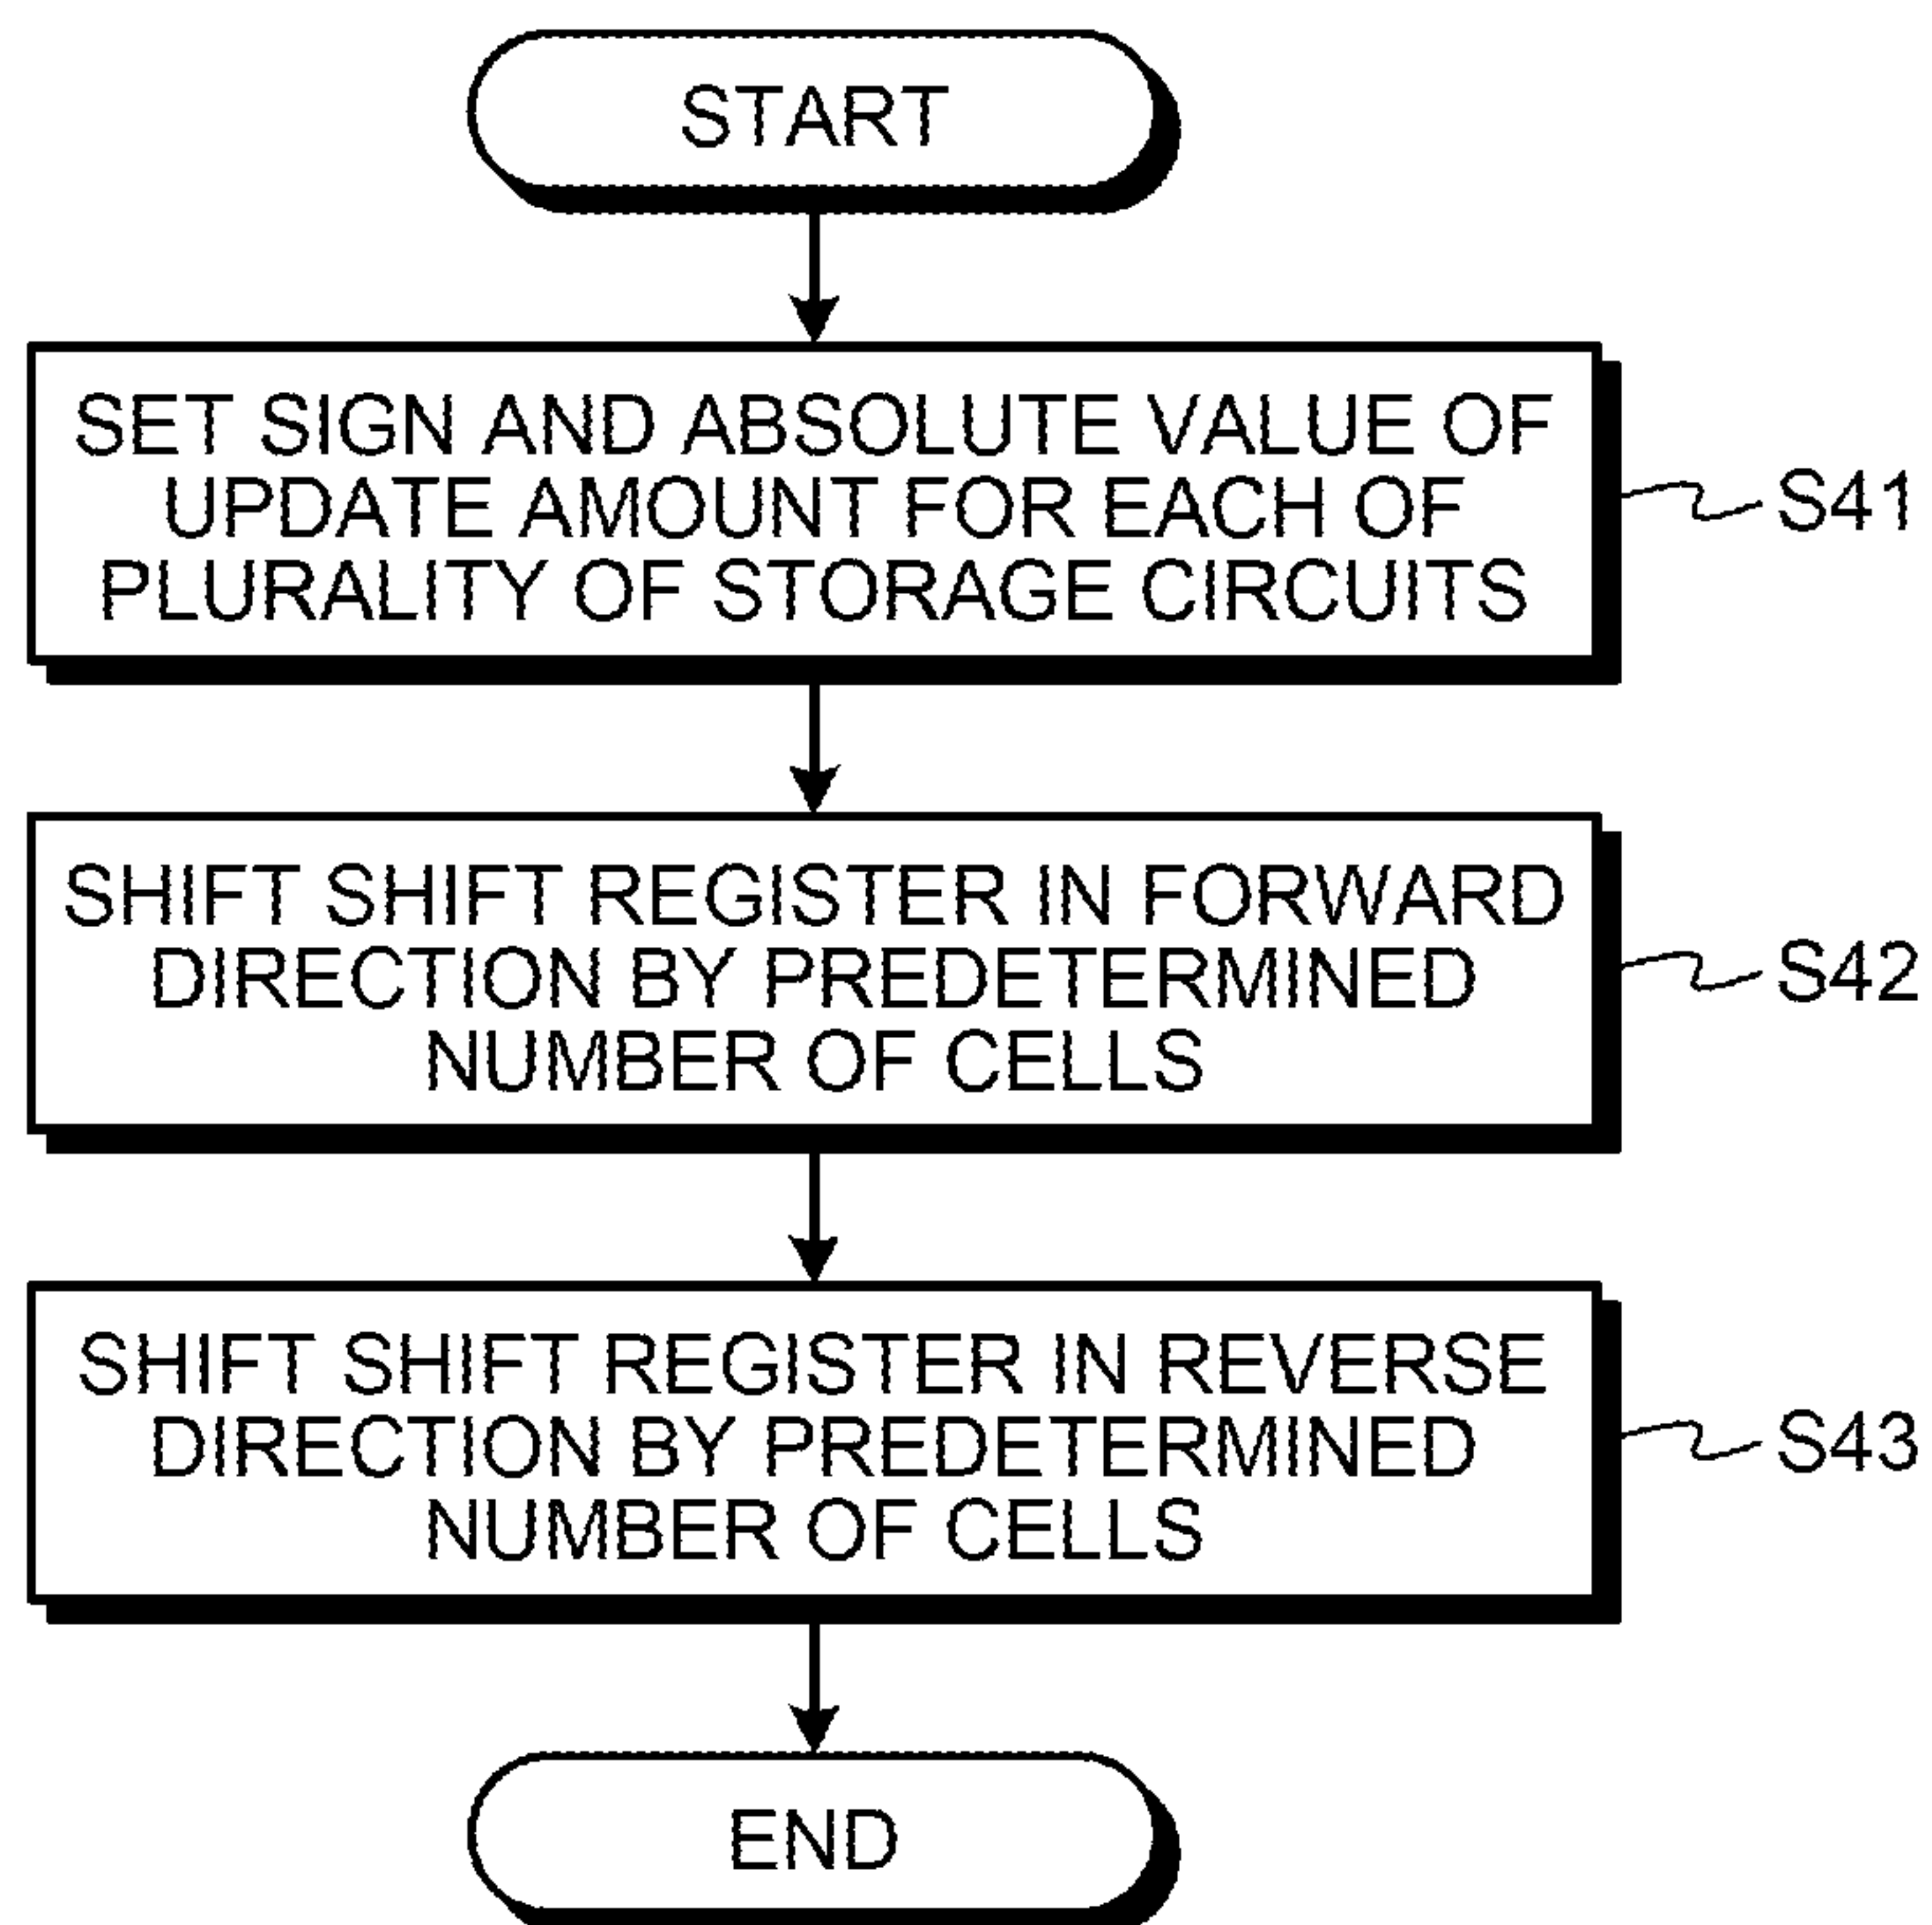 START
SET SIGN AND ABSOLUTE VALUE OF
UPDATE AMOUNT FOR EACH OF
PLURALITY OF STORAGE CIRCUITS
S41
SHIFT SHIFT REGISTER IN FORWARD
DIRECTION BY PREDETERMINED
NUMBER OF CELLS
S42
SHIFT SHIFT REGISTER IN REVERSE
DIRECTION BY PREDETERMINED
NUMBER OF CELLS
S43
END